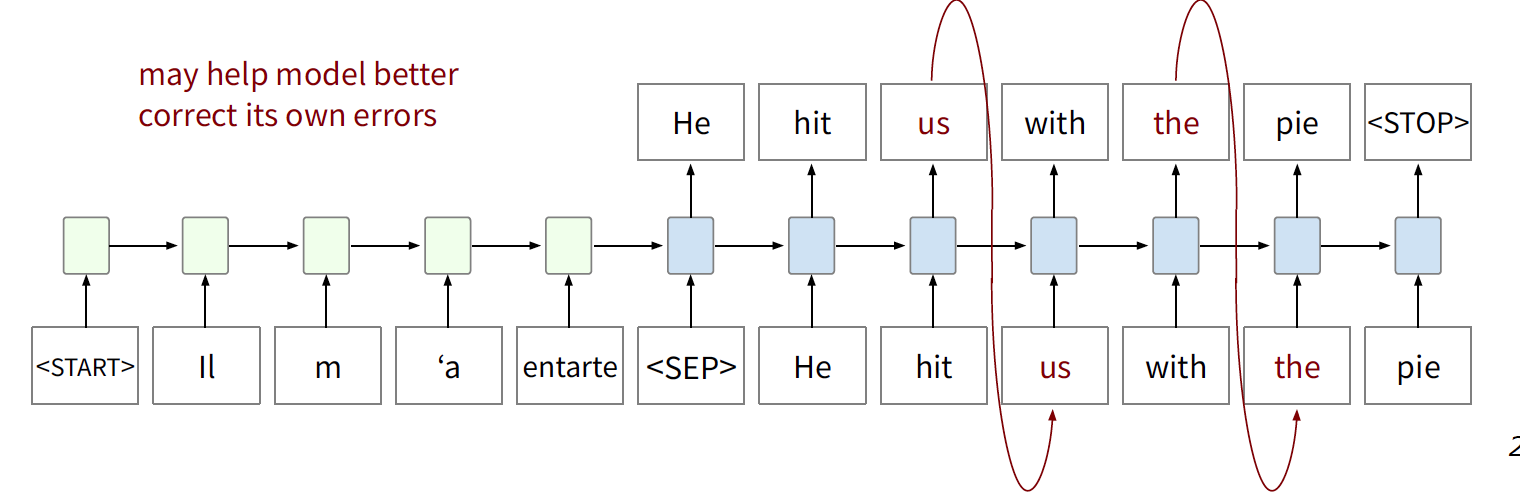 may help model better
correct its own errors
He hit us with the pie <STOP>
<START> Il m ‘a entarte <SEP> He hit us with the pie
2